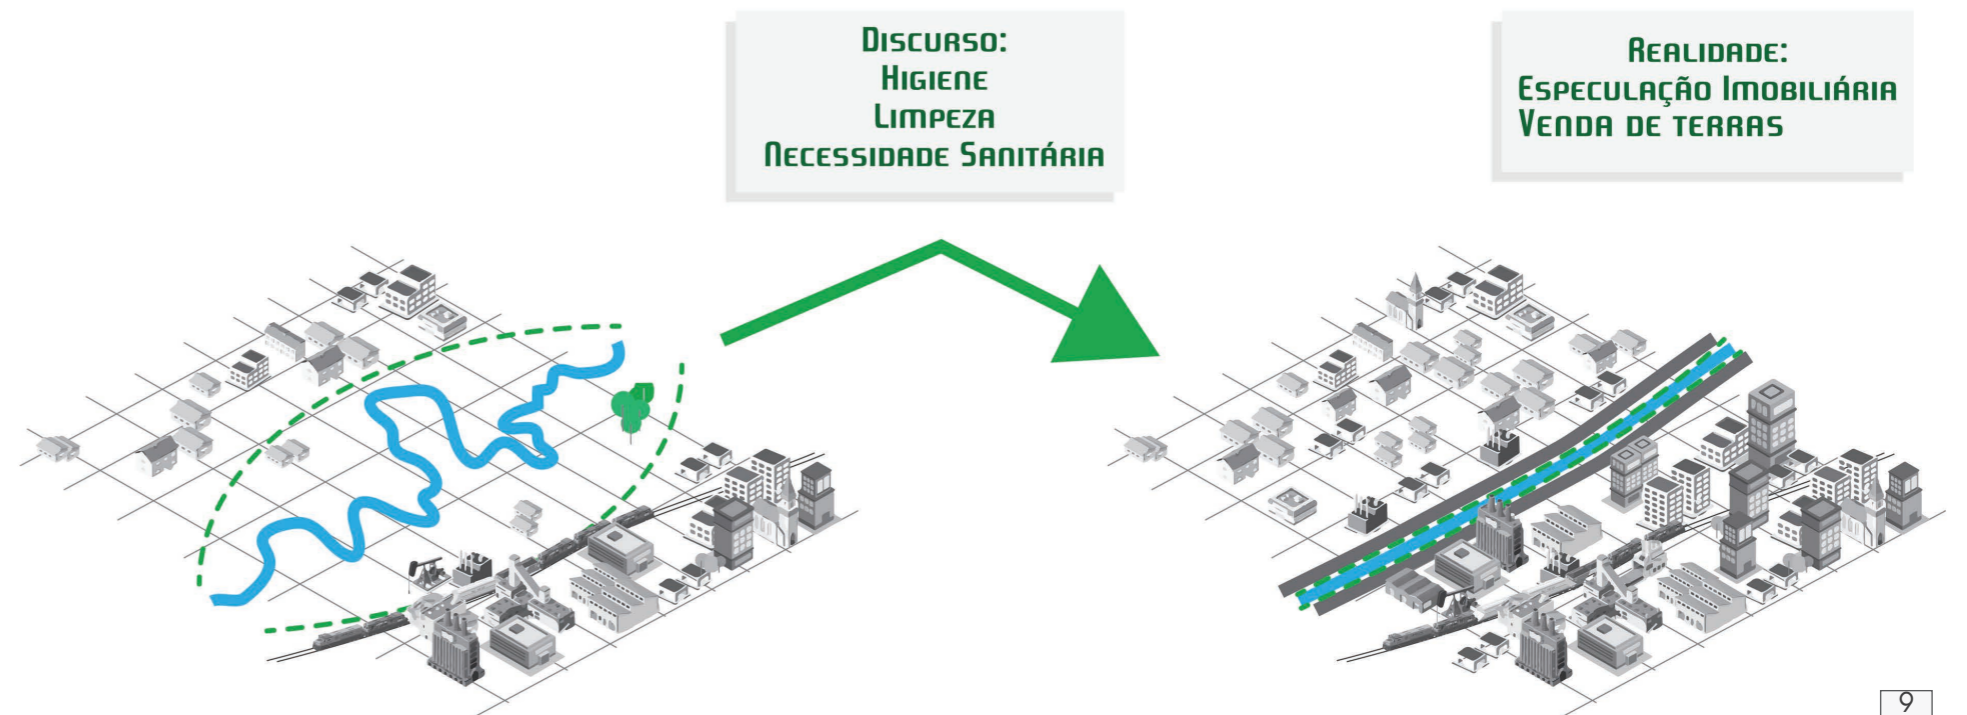 Discurso:
Higiene
Limpeza
Necessidade Sanitária
Realidade:
Especulação Imobiliária
Venda de terras
9